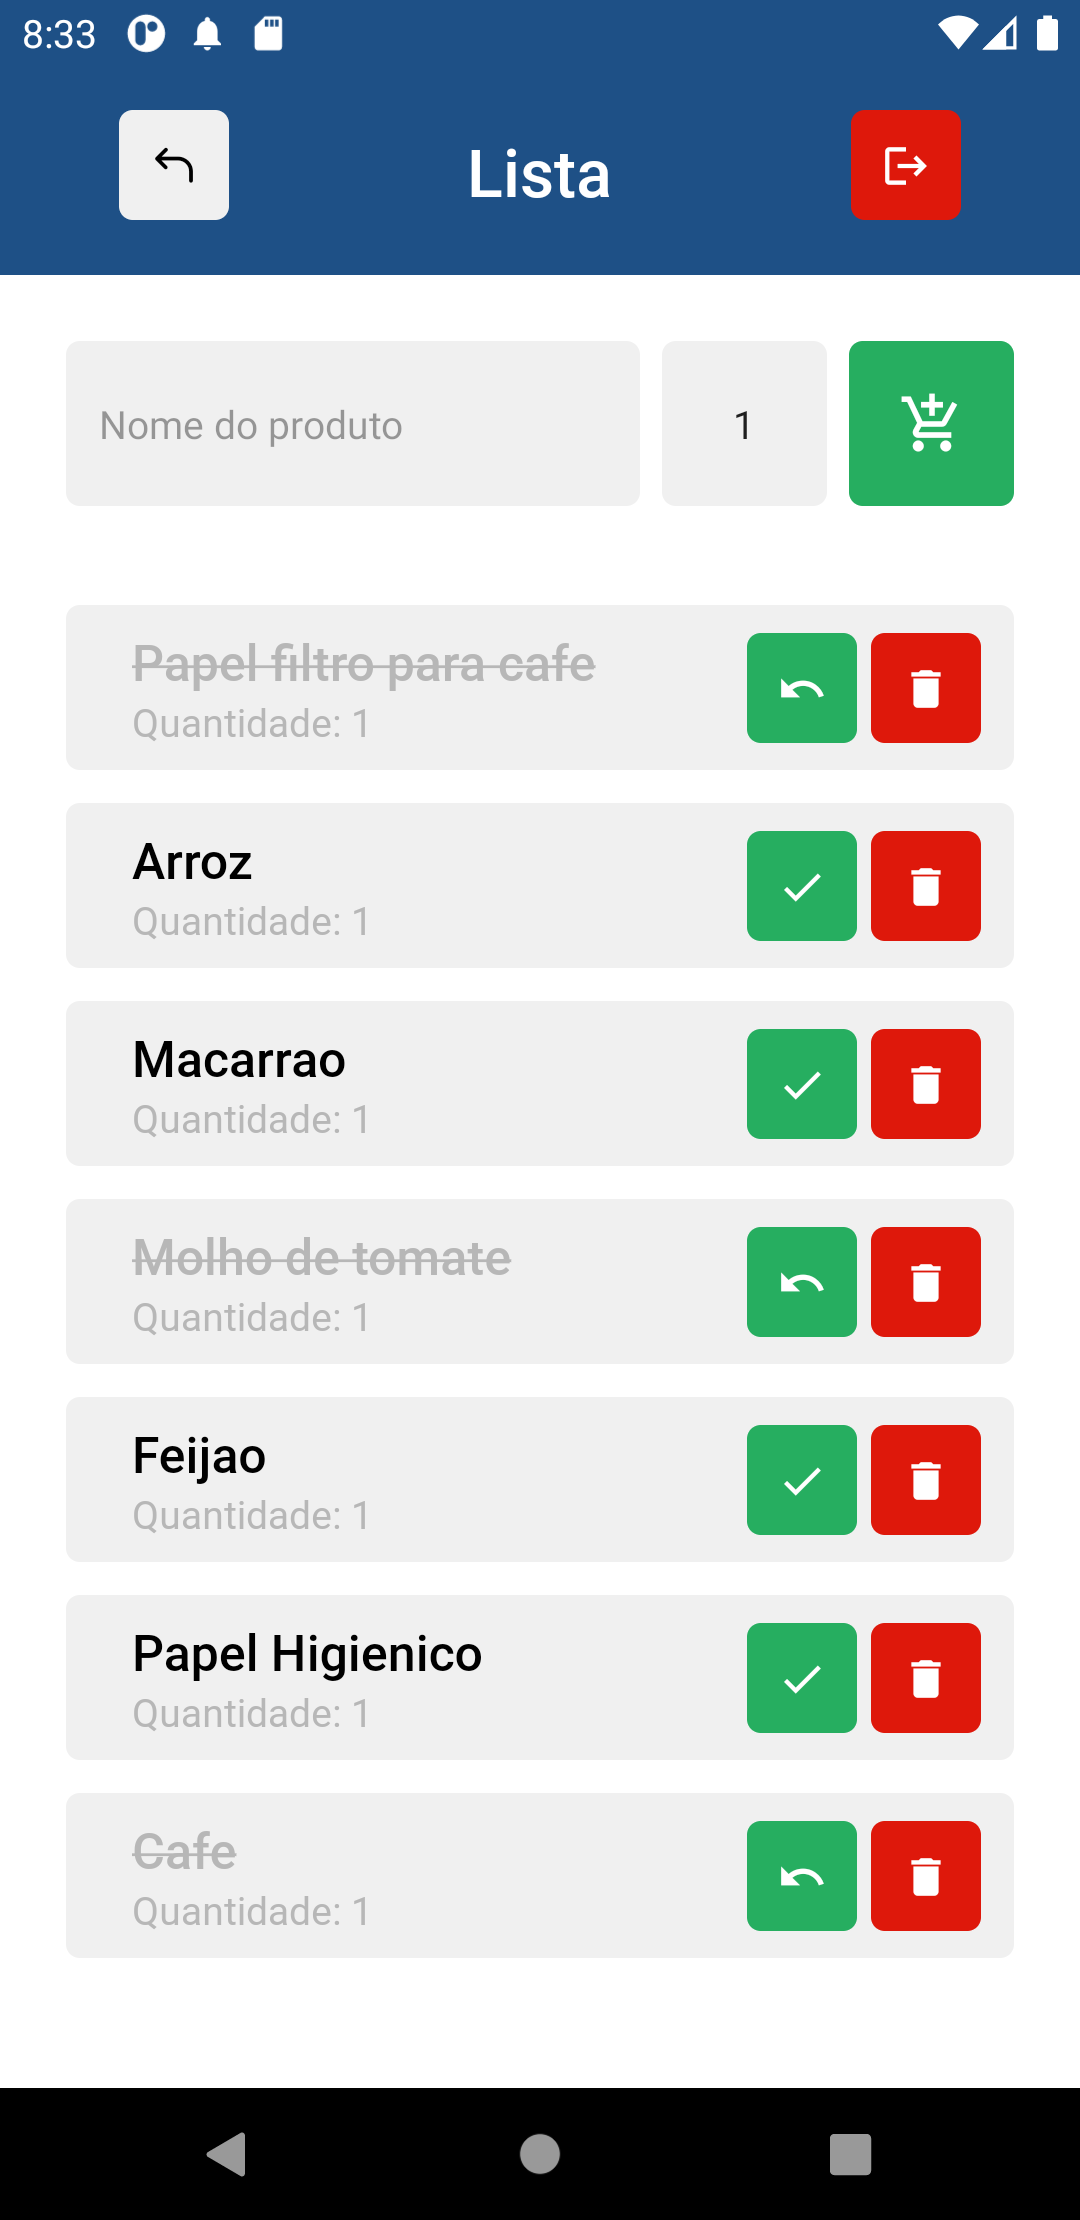 8:33
Lista
Nome do produto
1
Papel filtro para cafe
Quantidade: 1
Arroz
Quantidade: 1
Macarrao
Quantidade: 1
Molho de tomate
Quantidade: 1
Feijao
Quantidade: 1
Papel Higienico
Quantidade: 1
Cafe
Quantidade: 1